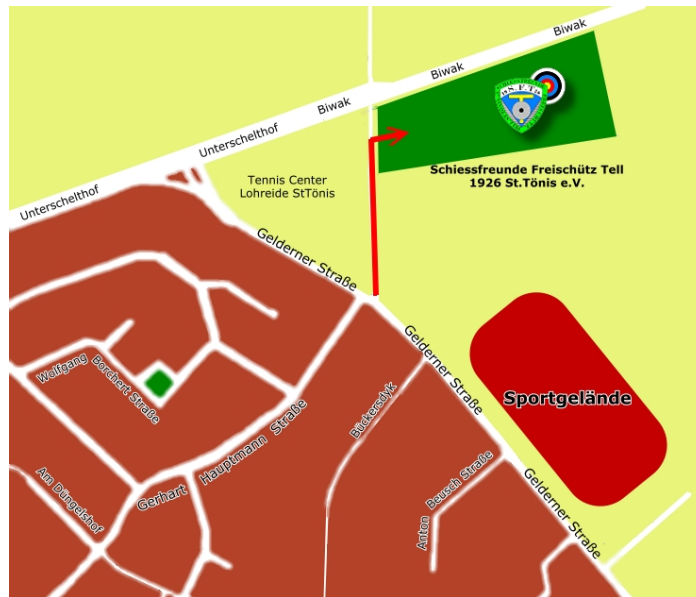 Biwak
Biwak
Biwak
Unterschelthof
Unterschelthof
S.F.T.
Schiessfreunde Freischütz Tell
1926 St.Tönis e.V.
Tennis Center
Lohreide StTönis
Gelderner Straße
Gelderner Straße
Gelderner Straße
Sportgelände
Wolfgang
Borchert Straße
Bückersdyk
Gerhart Hauptmann Straße
Am Düngelshof
Anton Beusch Straße